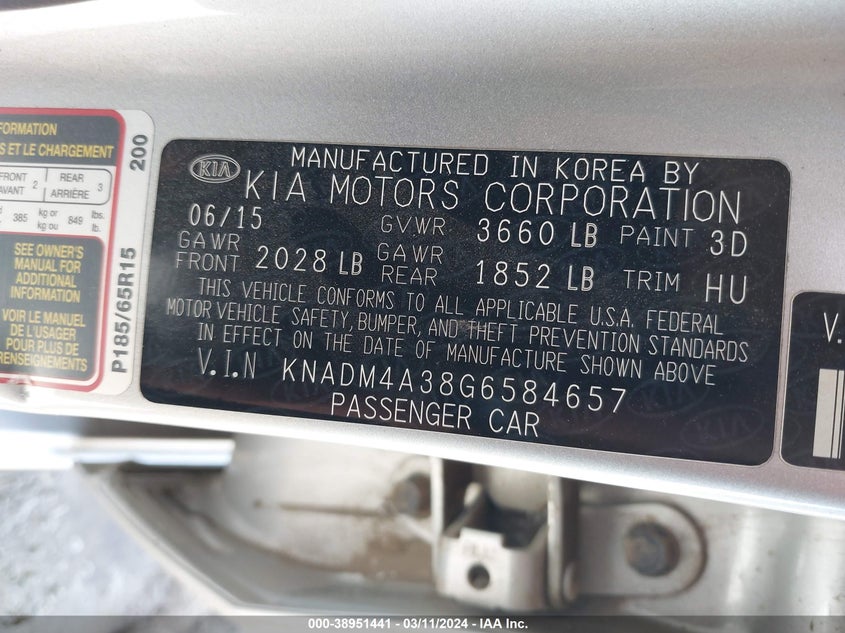 FORMATION
S ET LE CHARGEMENT
FRONT 2 REAR 3
AVANT ARRIÈRE
385 kg or 849 lbs.
kg ou lb.
SEE OWNER'S
MANUAL FOR
ADDITIONAL
INFORMATION
VOIR LE MANUEL
DE L'USAGER
POUR PLUS DE
RENSEIGNEMENTS
P185/65R15 200
KIA
MANUFACTURED IN KOREA BY
KIA MOTORS CORPORATION
06/15 GVWR 3660 LB PAINT 3D
GAWR FRONT 2028 LB GAWR REAR 1852 LB TRIM HU
THIS VEHICLE CONFORMS TO ALL APPLICABLE U.S.A. FEDERAL
MOTOR VEHICLE SAFETY, BUMPER, AND THEFT PREVENTION STANDARDS
IN EFFECT ON THE DATE OF MANUFACTURE SHOWN ABOVE
V.I.N KNADM4A38G6584657
PASSENGER CAR
V.
000-38951441 - 03/11/2024 - IAA Inc.